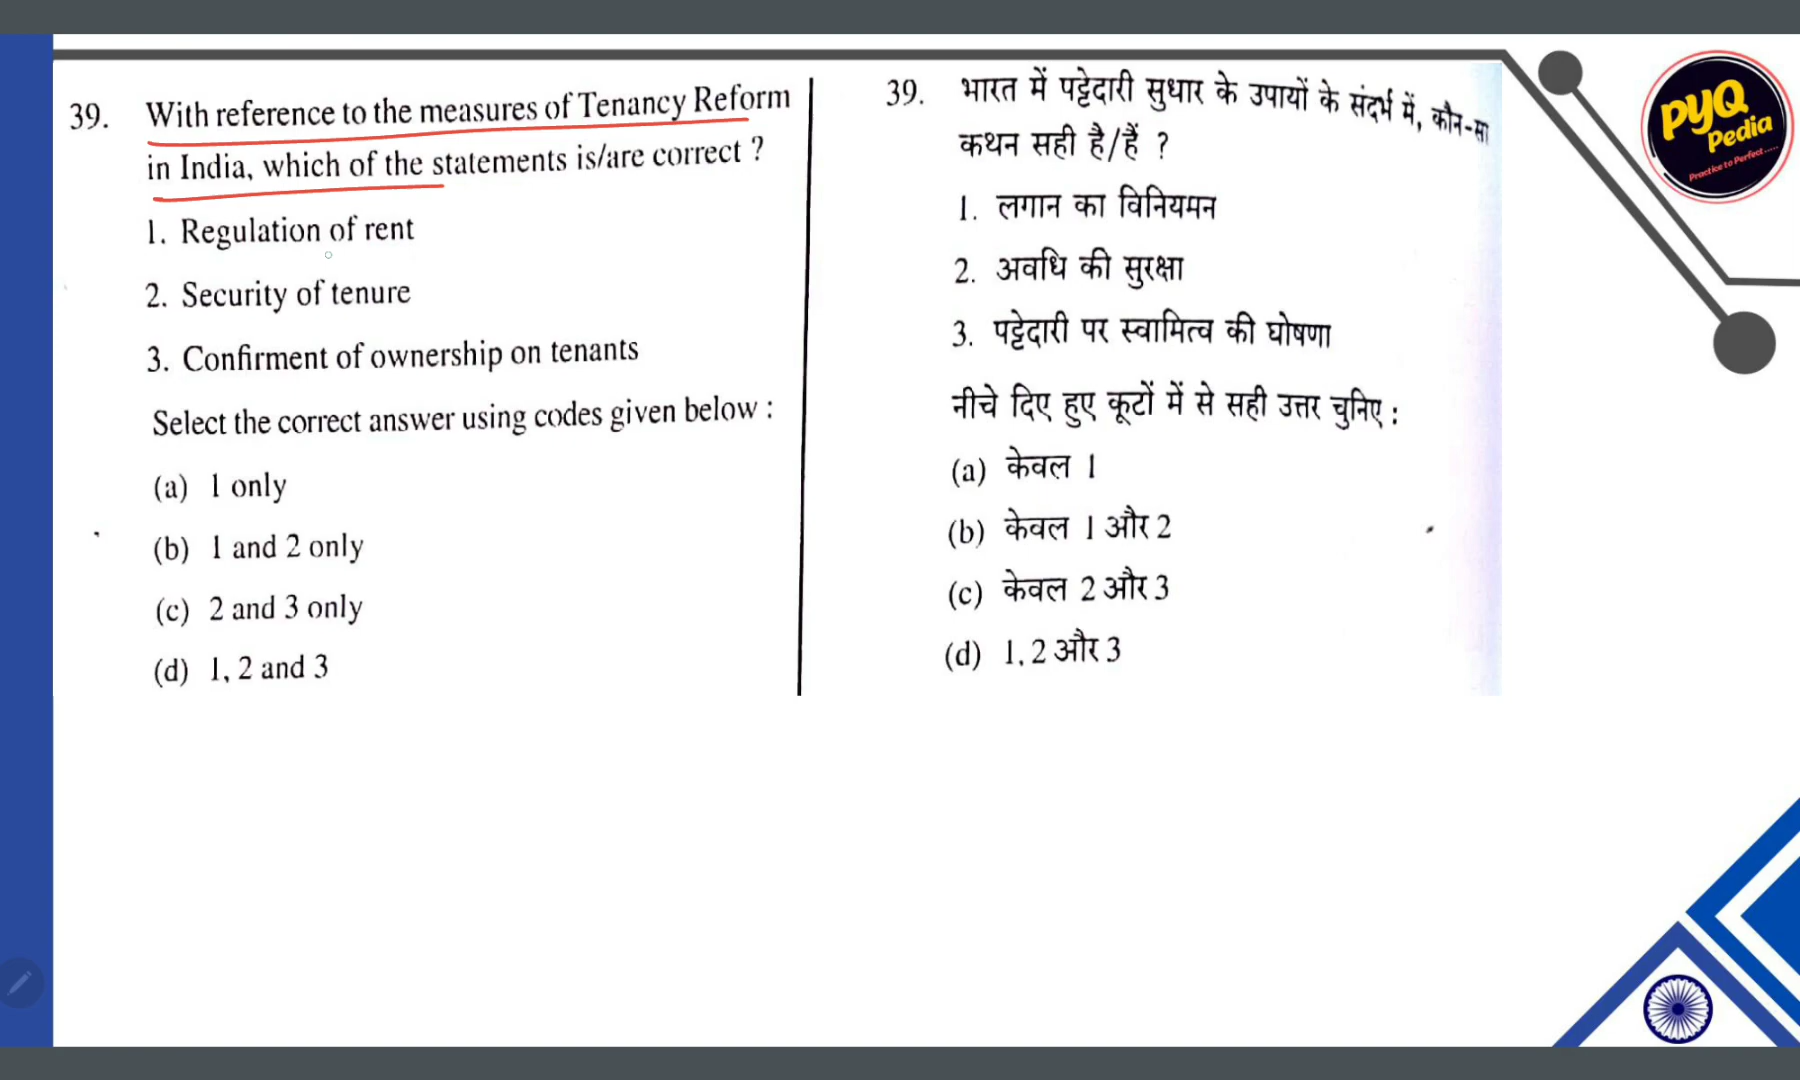 39. With reference to the measures of Tenancy Reform
in India, which of the statements is/are correct ?
1. Regulation of rent
2. Security of tenure
3. Confirment of ownership on tenants
Select the correct answer using codes given below :
(a) 1 only
(b) 1 and 2 only
(c) 2 and 3 only
(d) 1, 2 and 3
39. भारत में पट्टेदारी सुधार के उपायों के संदर्भ में, कौन-सा
कथन सही है/हैं ?
1. लगान का विनियमन
2. अवधि की सुरक्षा
3. पट्टेदारी पर स्वामित्व की घोषणा
नीचे दिए हुए कूटों में से सही उत्तर चुनिए :
(a) केवल 1
(b) केवल 1 और 2
(c) केवल 2 और 3
(d) 1, 2 और 3
PYQ
Pedia
Practice to Perfect.....